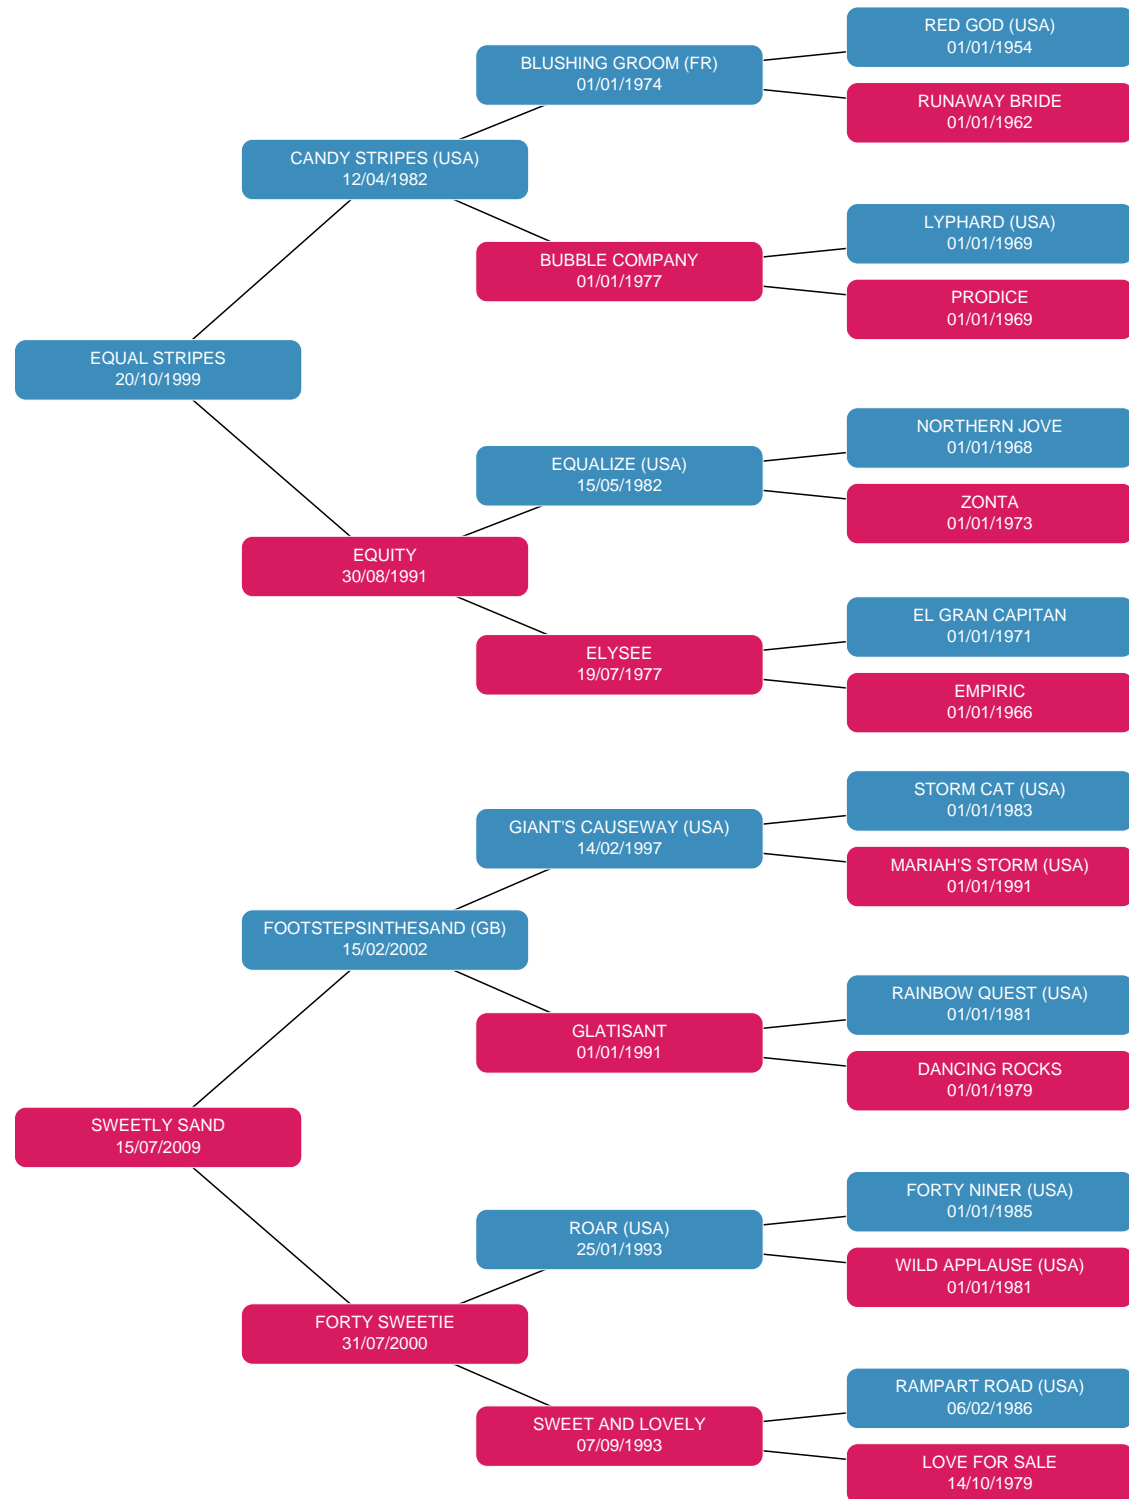 RED GOD (USA)
01/01/1954
BLUSHING GROOM (FR)
01/01/1974
RUNAWAY BRIDE
01/01/1962
CANDY STRIPES (USA)
12/04/1982
LYPHARD (USA)
01/01/1969
BUBBLE COMPANY
01/01/1977
PRODICE
01/01/1969
EQUAL STRIPES
20/10/1999
NORTHERN JOVE
01/01/1968
EQUALIZE (USA)
15/05/1982
ZONTA
01/01/1973
EQUITY
30/08/1991
EL GRAN CAPITAN
01/01/1971
ELYSEE
19/07/1977
EMPIRIC
01/01/1966
STORM CAT (USA)
01/01/1983
GIANT'S CAUSEWAY (USA)
14/02/1997
MARIAH'S STORM (USA)
01/01/1991
FOOTSTEPSINTHESAND (GB)
15/02/2002
RAINBOW QUEST (USA)
01/01/1981
GLATISANT
01/01/1991
DANCING ROCKS
01/01/1979
SWEETLY SAND
15/07/2009
FORTY NINER (USA)
01/01/1985
ROAR (USA)
25/01/1993
WILD APPLAUSE (USA)
01/01/1981
FORTY SWEETIE
31/07/2000
RAMPART ROAD (USA)
06/02/1986
SWEET AND LOVELY
07/09/1993
LOVE FOR SALE
14/10/1979